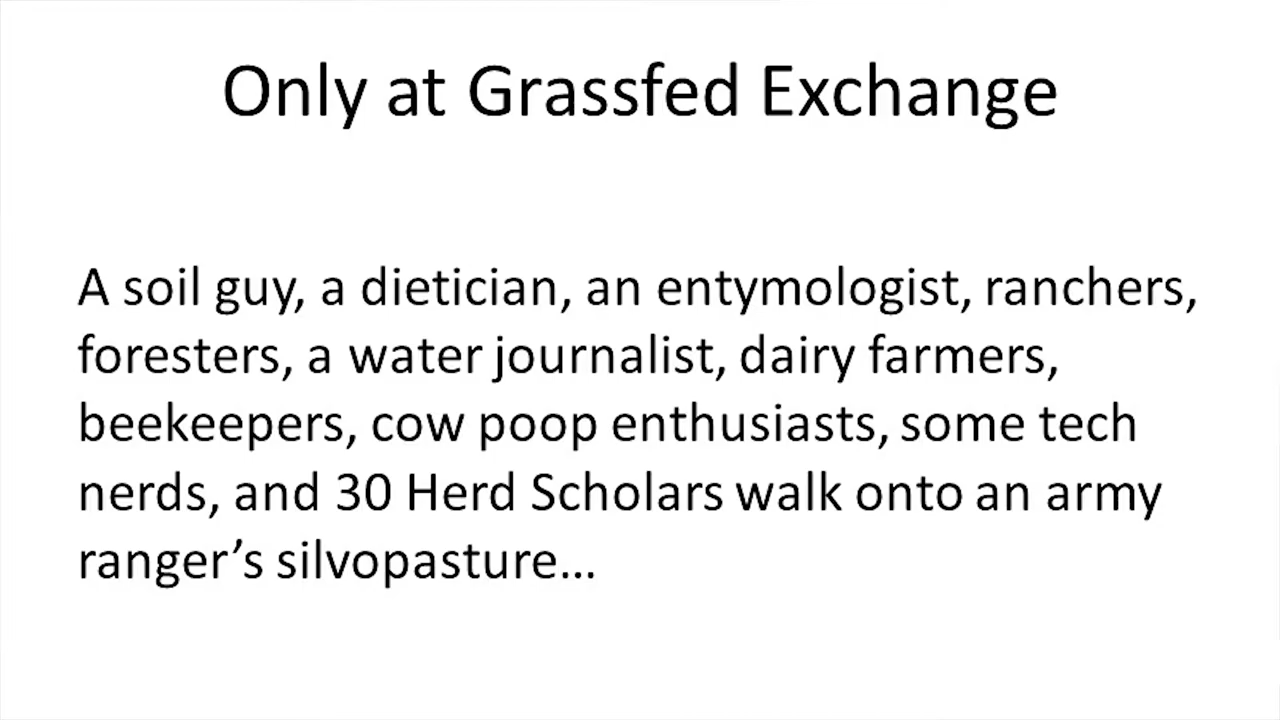 Only at Grassfed Exchange
A soil guy, a dietician, an entymologist, ranchers,
foresters, a water journalist, dairy farmers,
beekeepers, cow poop enthusiasts, some tech
nerds, and 30 Herd Scholars walk onto an army
ranger’s silvopasture…